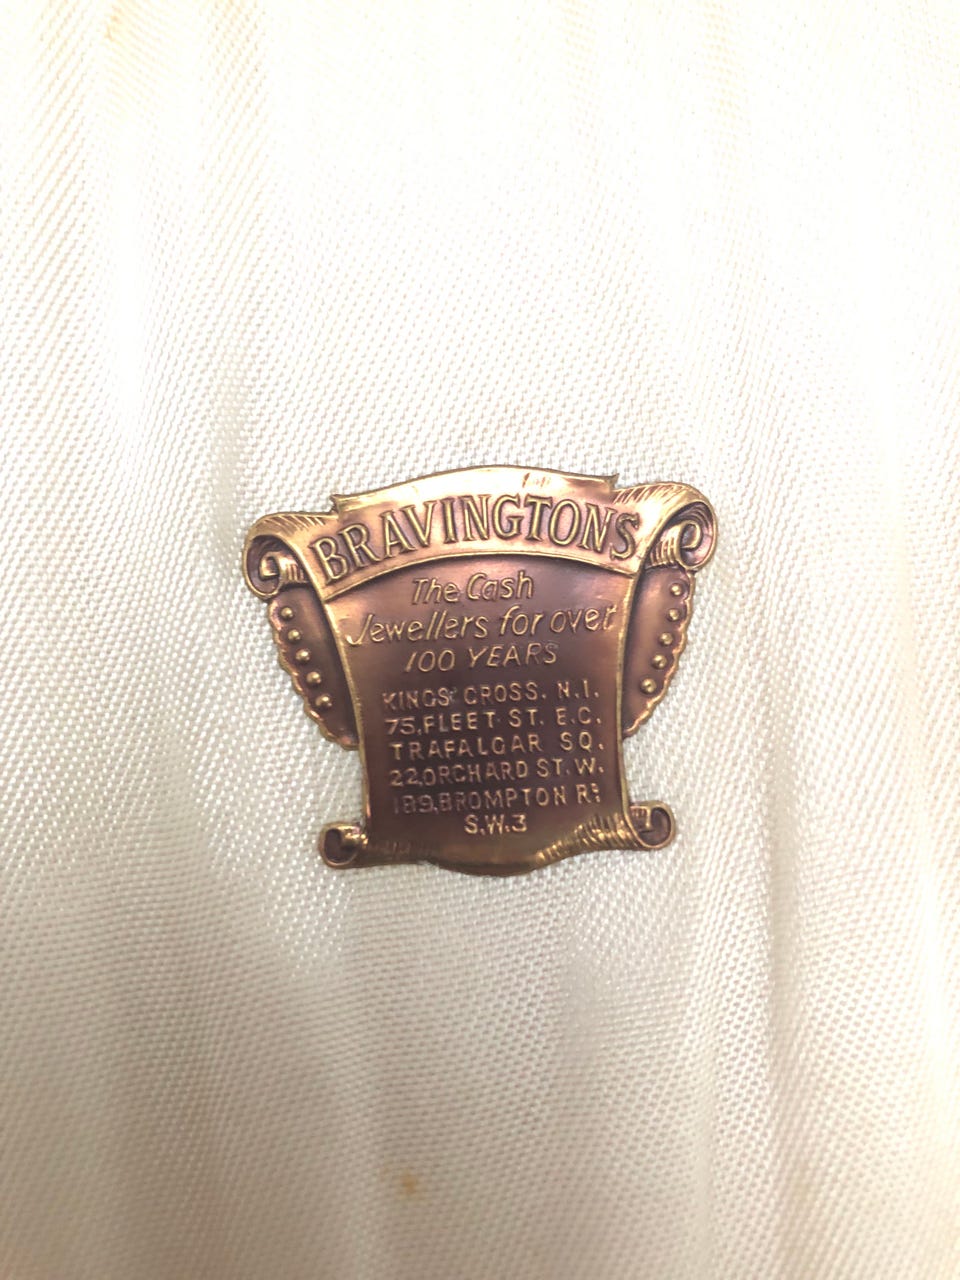 BRAVINGTONS
The Cash
Jewellers for over
100 YEARS
KINGS CROSS. N.1.
75, FLEET ST. E.C.
TRAFALGAR SQ.
22, ORCHARD ST. W.
189, BROMPTON RD
S.W.3